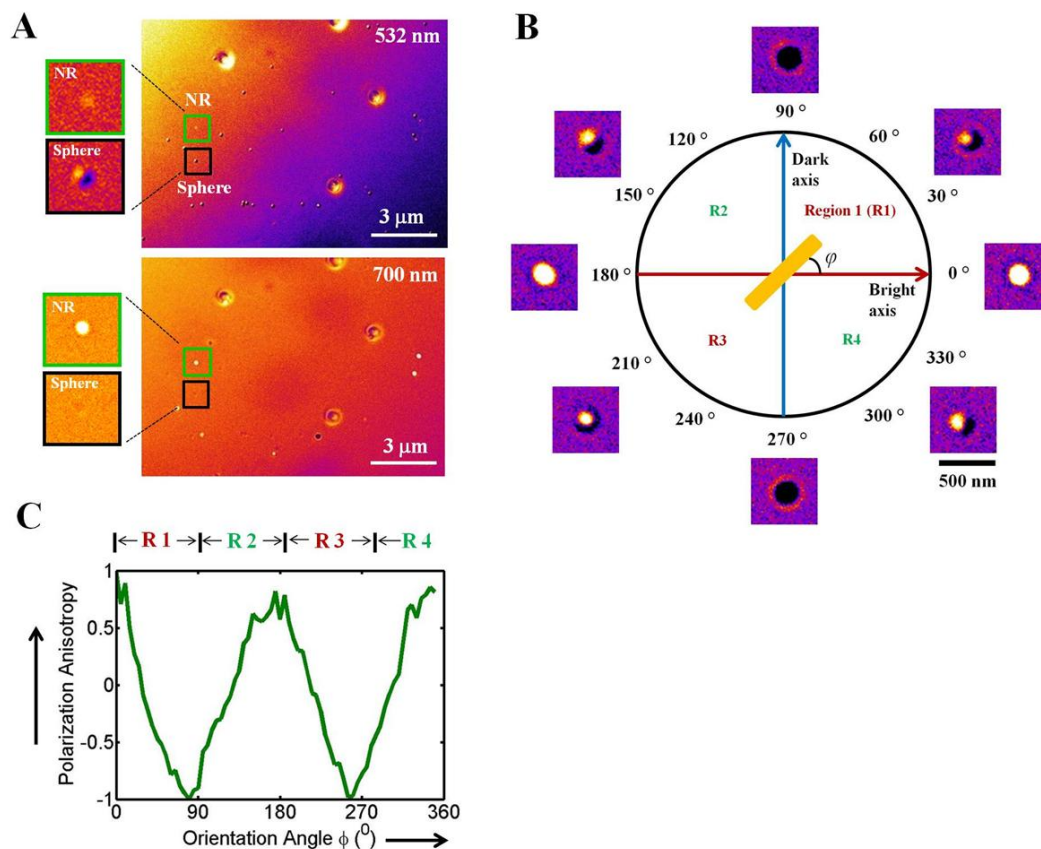 A
532 nm
NR
NR
Sphere
Sphere
3 μm
700 nm
NR
Sphere
3 μm
B
90 °
120 °
60 °
Dark
axis
150 °
30 °
R2
Region 1 (R1)
φ
180 °
0 °
Bright
axis
R3
R4
210 °
330 °
240 °
300 °
270 °
500 nm
C
R 1
R 2
R 3
R 4
1
0.5
0
-0.5
-1
Polarization Anisotropy
0
90
180
270
360
Orientation Angle ϕ (⁰)